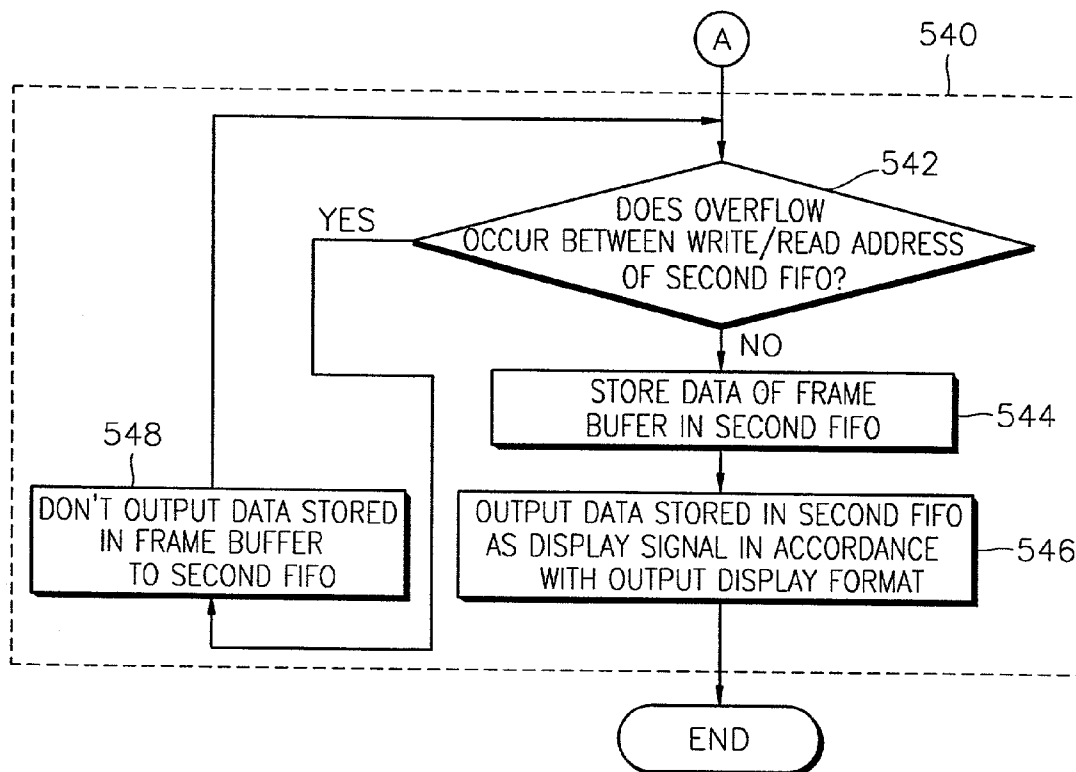 A
540
542
DOES OVERFLOW
OCCUR BETWEEN WRITE/READ ADDRESS
OF SECOND FIFO?
YES
NO
STORE DATA OF FRAME
BUFER IN SECOND FIFO
544
548
DON'T OUTPUT DATA STORED
IN FRAME BUFFER
TO SECOND FIFO
OUTPUT DATA STORED IN SECOND FIFO
AS DISPLAY SIGNAL IN ACCORDANCE
WITH OUTPUT DISPLAY FORMAT
546
END